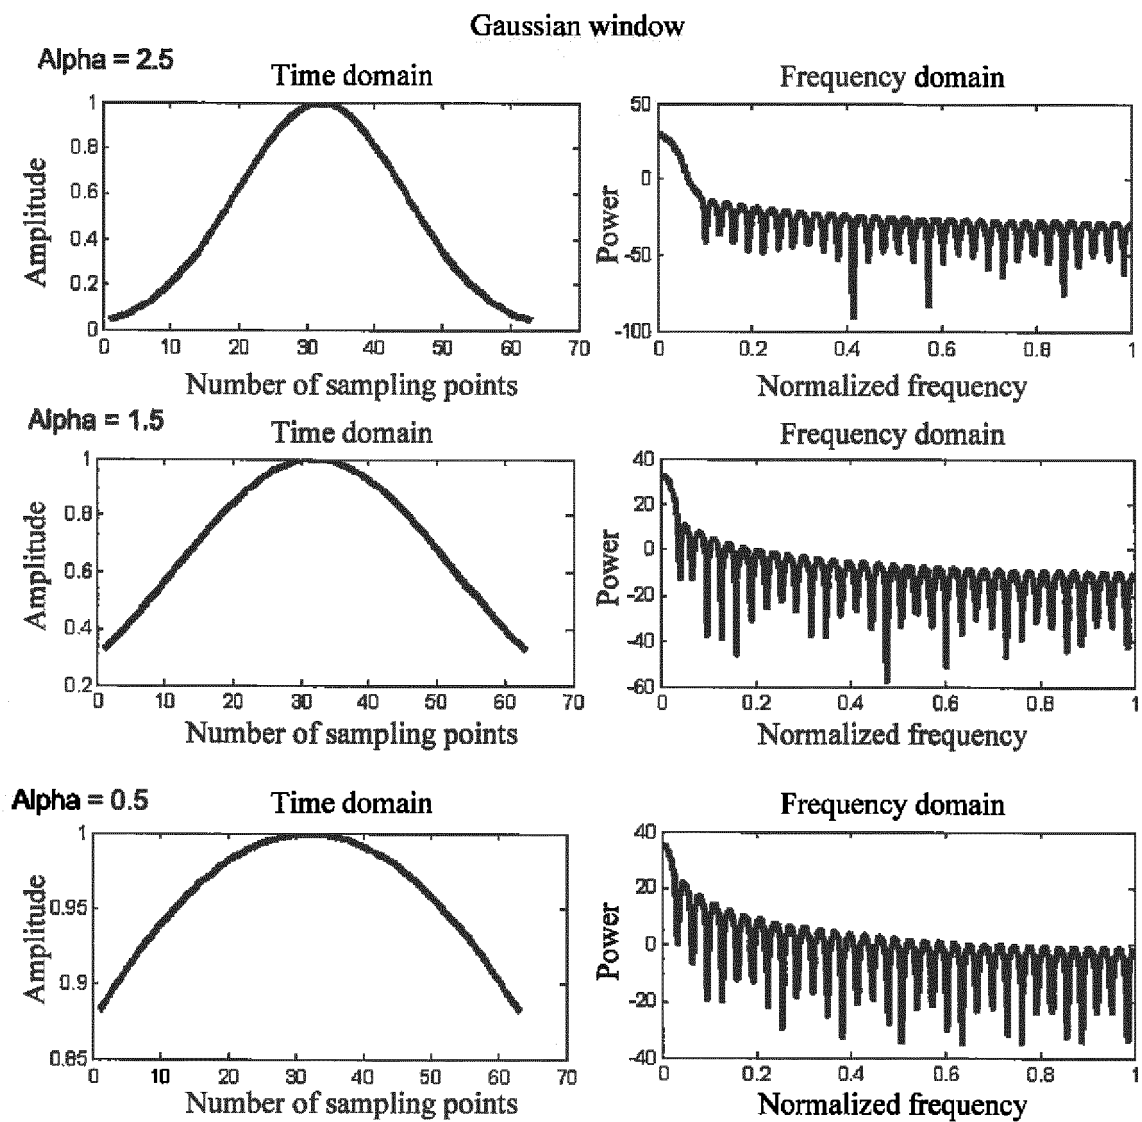 Gaussian window
Alpha = 2.5
Time domain
Frequency domain
Amplitude
1
0.8
0.6
0.4
0.2
0
0 10 20 30 40 50 60 70
Number of sampling points
Power
50
0
-50
-100
0 0.2 0.4 0.6 0.8 1
Normalized frequency
Alpha = 1.5
Time domain
Frequency domain
Amplitude
1
0.8
0.6
0.4
0.2
0 10 20 30 40 50 60 70
Number of sampling points
Power
40
20
0
-20
-40
-60
0 0.2 0.4 0.6 0.8 1
Normalized frequency
Alpha = 0.5
Time domain
Frequency domain
Amplitude
1
0.95
0.9
0.85
0 10 20 30 40 50 60 70
Number of sampling points
Power
40
20
0
-20
-40
0 0.2 0.4 0.6 0.8 1
Normalized frequency